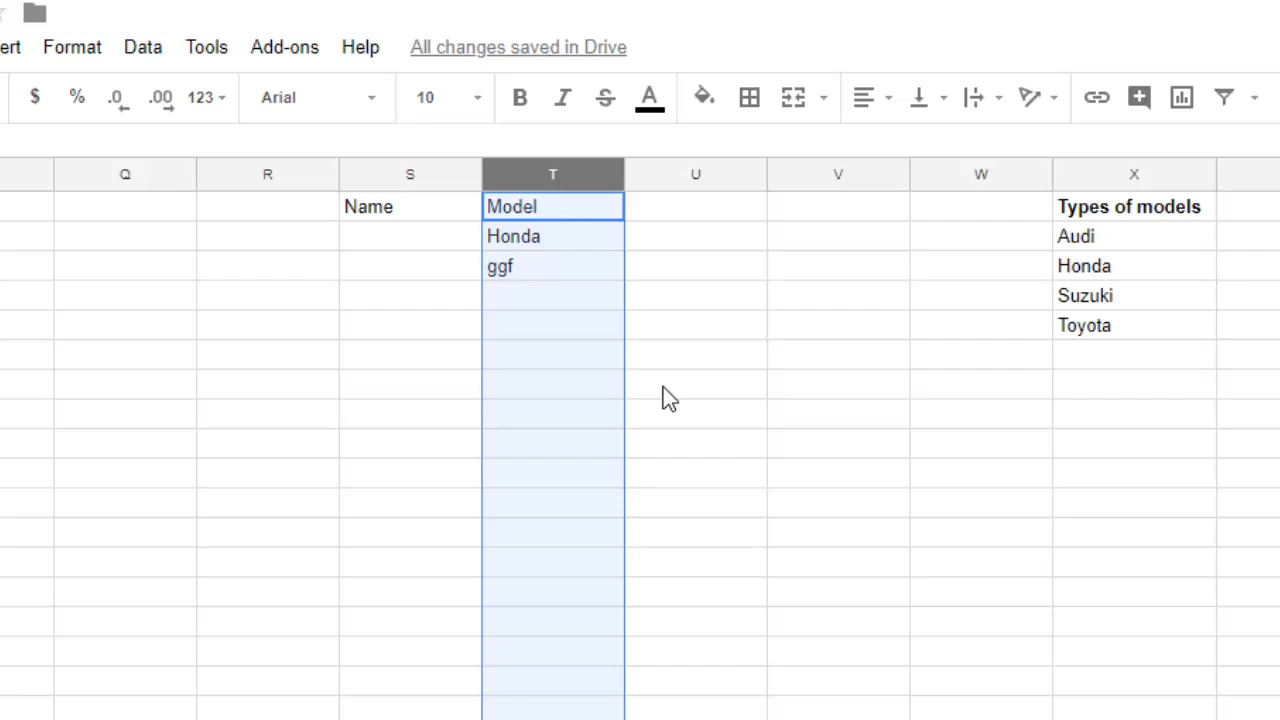 ert Format Data Tools Add-ons Help All changes saved in Drive
$ % .0 .00 123 Arial 10 B I S A
Q R S T U V W X
Name Model Types of models
Honda Audi
ggf Honda
Suzuki
Toyota